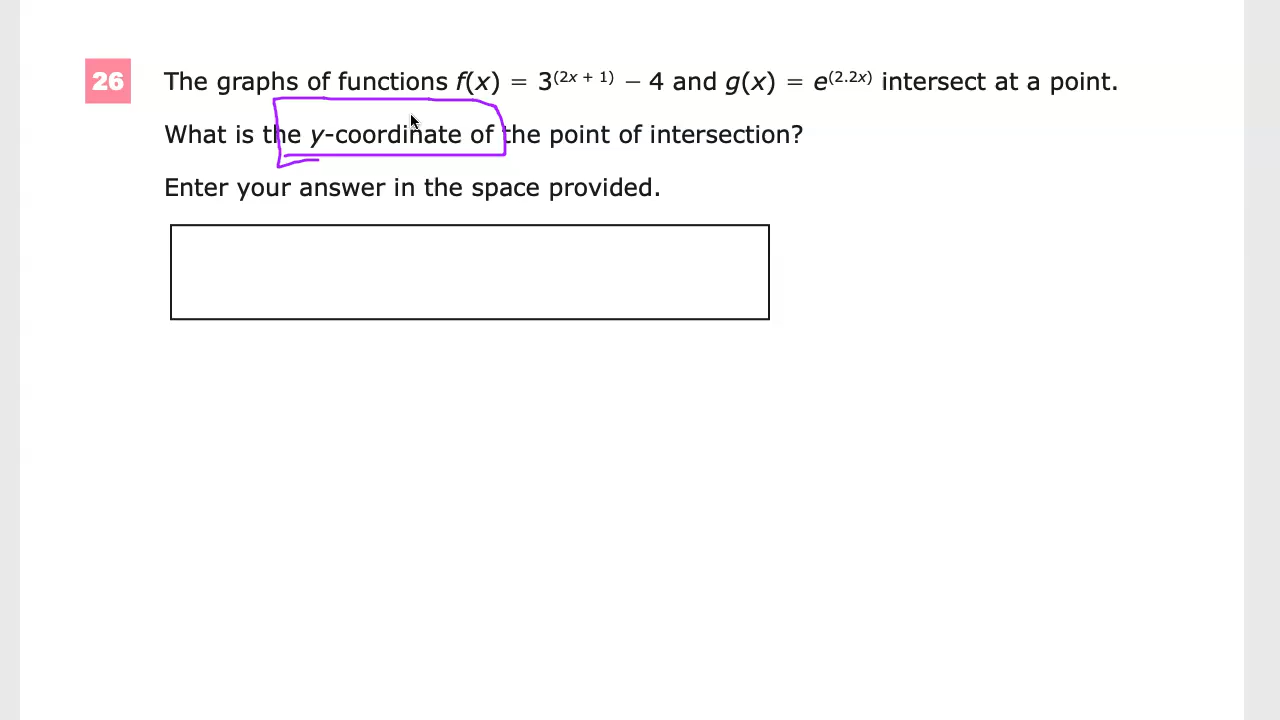 26 The graphs of functions f(x) = 3^(2x + 1) − 4 and g(x) = e^(2.2x) intersect at a point.
What is the y-coordinate of the point of intersection?
Enter your answer in the space provided.